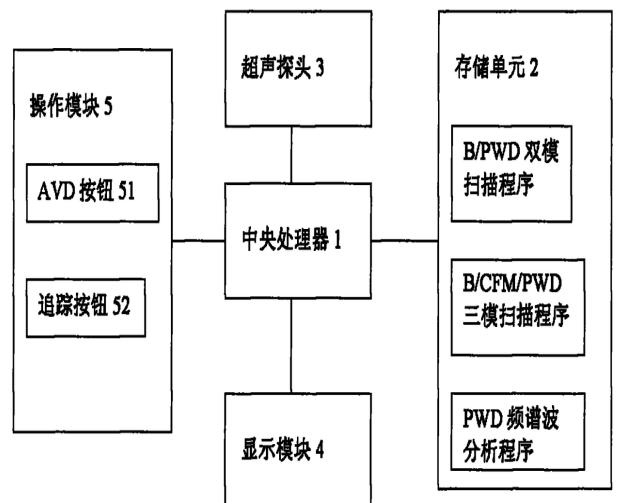 操作模块 5
AVD 按钮 51
追踪按钮 52
超声探头 3
中央处理器 1
显示模块 4
存储单元 2
B/PWD 双模
扫描程序
B/CFM/PWD
三模扫描程序
PWD 频谱波
分析程序